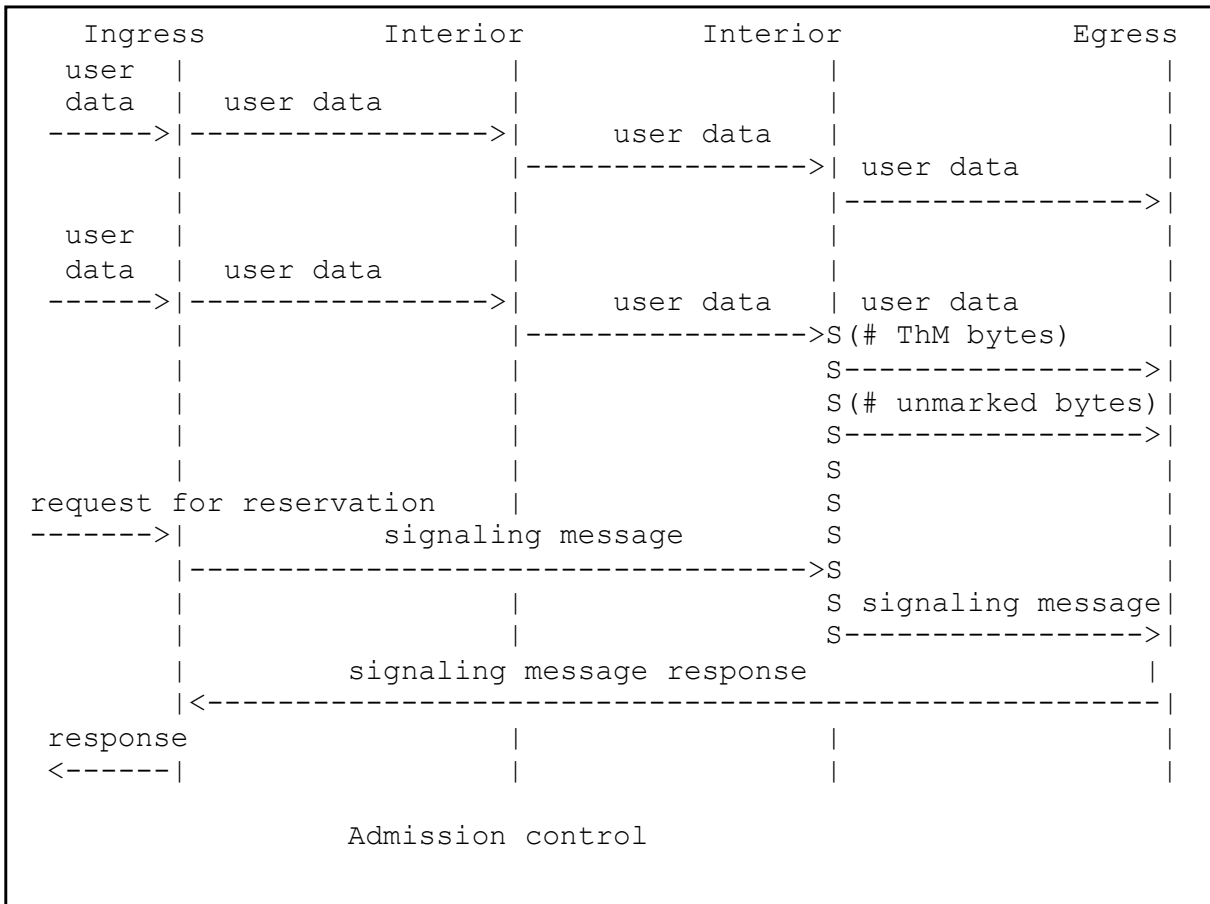 Ingress Interior Interior Egress
user | | | |
data | user data | | |
------>|----------------->| user data | |
| |--------------->| user data |
| | |----------------->|
user | | | |
data | user data | | |
------>|----------------->| user data | user data |
| |--------------->S(# ThM bytes) |
| | S----------------->|
| | S(# unmarked bytes)|
| | S----------------->|
| | S |
request for reservation | S |
------->| signaling message S |
|----------------------------------->S |
| | S signaling message|
| | S----------------->|
| signaling message response |
|<------------------------------------------------------|
response | | |
<------| | | |
Admission control